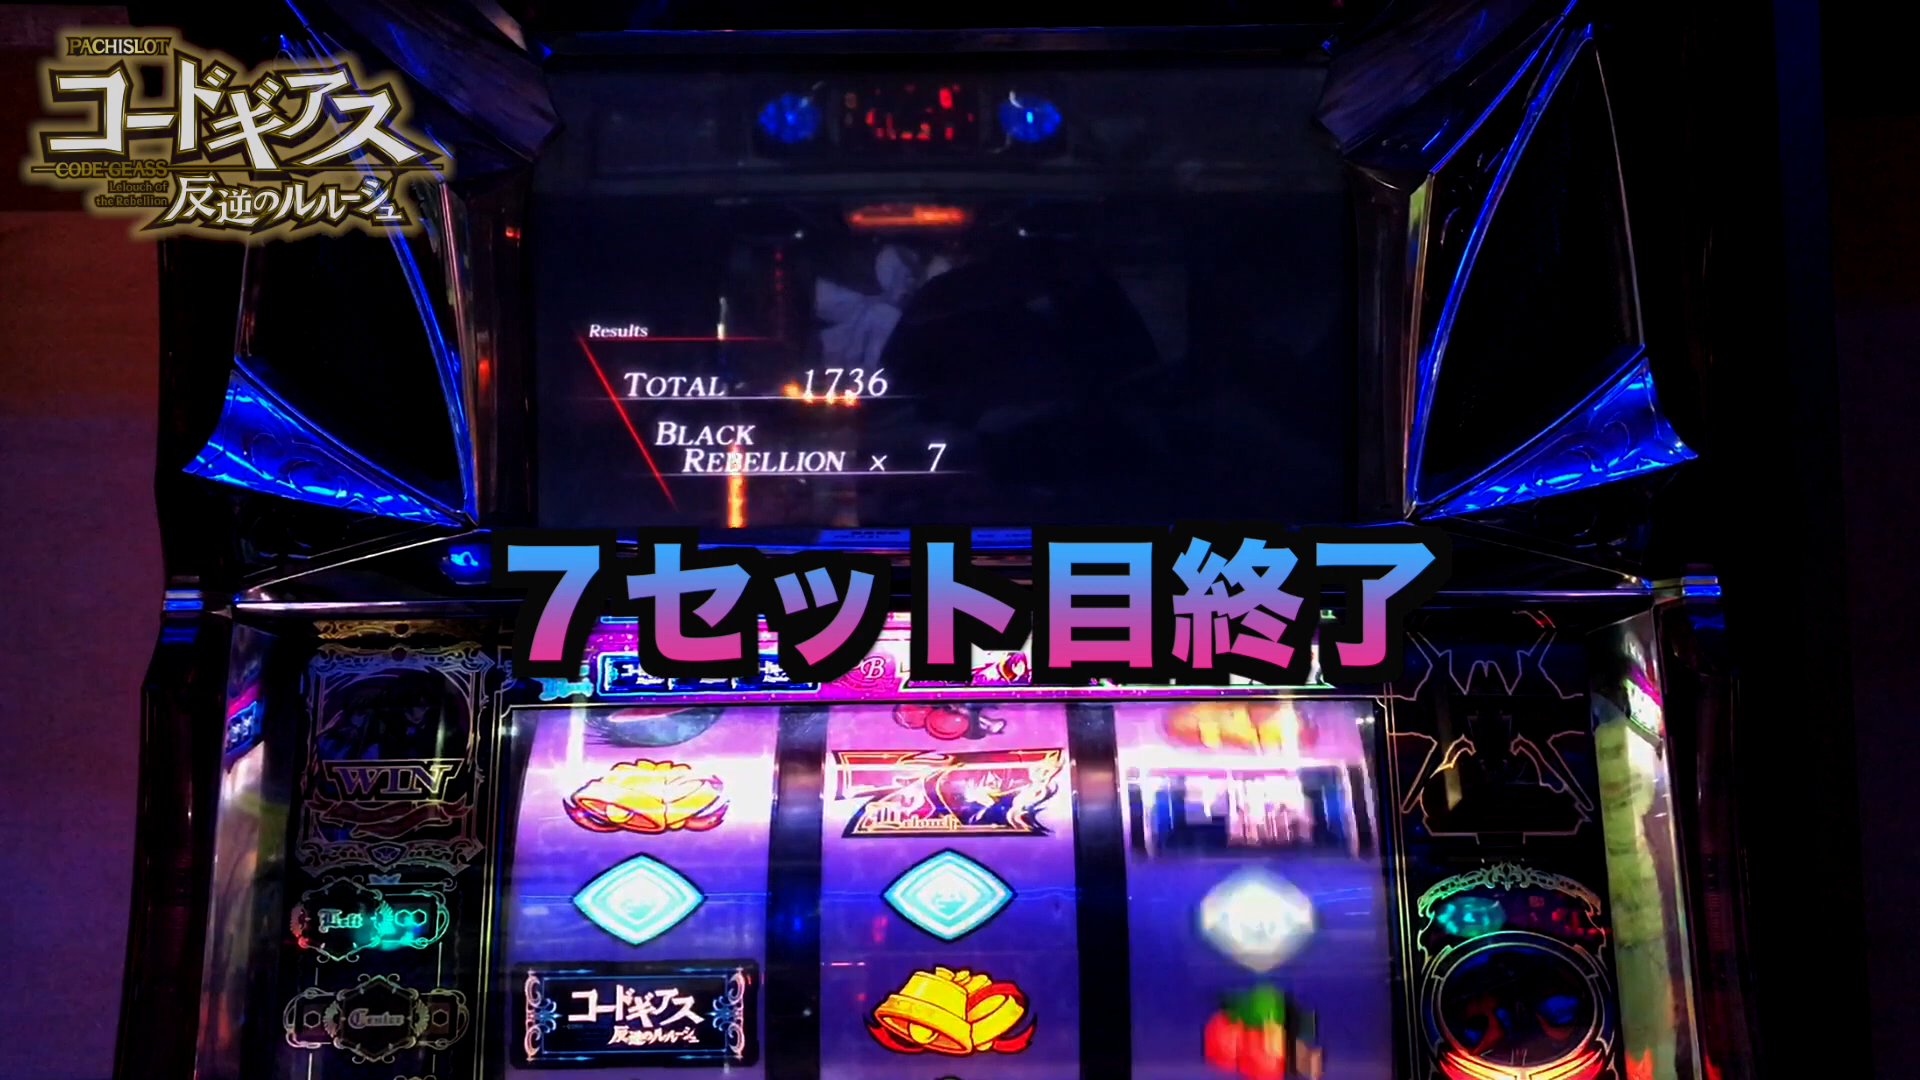 PACHISLOT
コードギアス
CODE GEASS
Lelouch of
the Rebellion
反逆のルルーシュ
Results
TOTAL 1736
BLACK
REBELLION × 7
7セット目終了
B
WIN
Lelouch
Center
コードギアス
反逆のルルーシュ